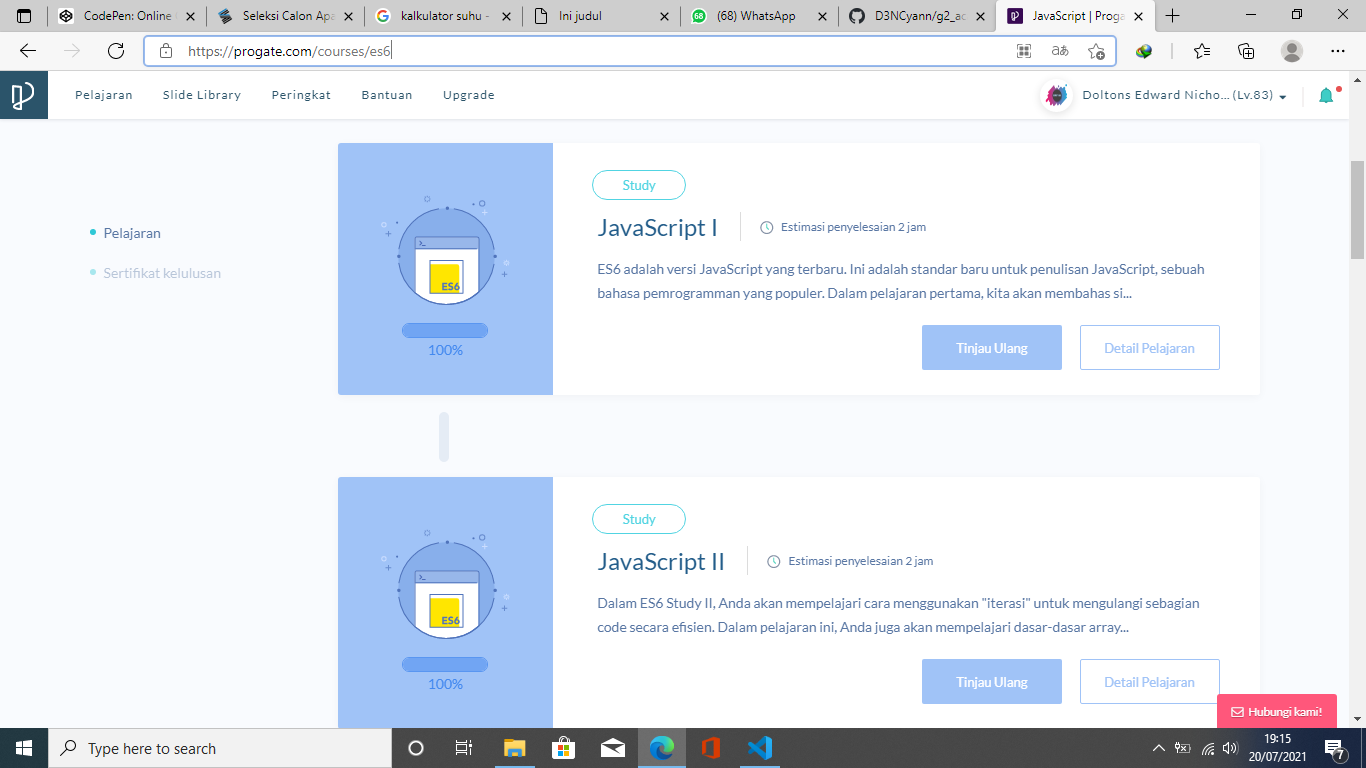 CodePen: Online
Seleksi Calon Apa
kalkulator suhu -
Ini judul
68
(68) WhatsApp
D3NCyann/g2_ac
JavaScript | Proga
https://progate.com/courses/es6
Pelajaran
Slide Library
Peringkat
Bantuan
Upgrade
Doltons Edward Nicho... (Lv.83)
Pelajaran
Sertifikat kelulusan
ES6
100%
Study
JavaScript I
Estimasi penyelesaian 2 jam
ES6 adalah versi JavaScript yang terbaru. Ini adalah standar baru untuk penulisan JavaScript, sebuah
bahasa pemrogramman yang populer. Dalam pelajaran pertama, kita akan membahas si...
Tinjau Ulang
Detail Pelajaran
ES6
100%
Study
JavaScript II
Estimasi penyelesaian 2 jam
Dalam ES6 Study II, Anda akan mempelajari cara menggunakan "iterasi" untuk mengulangi sebagian
code secara efisien. Dalam pelajaran ini, Anda juga akan mempelajari dasar-dasar array...
Tinjau Ulang
Detail Pelajaran
Hubungi kami!
Type here to search
19:15
20/07/2021
7